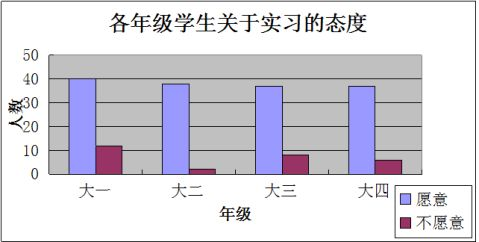 各年级学生关于实习的态度
50
40
30
20
10
0
人数
大一 大二 大三 大四
年级
愿意
不愿意